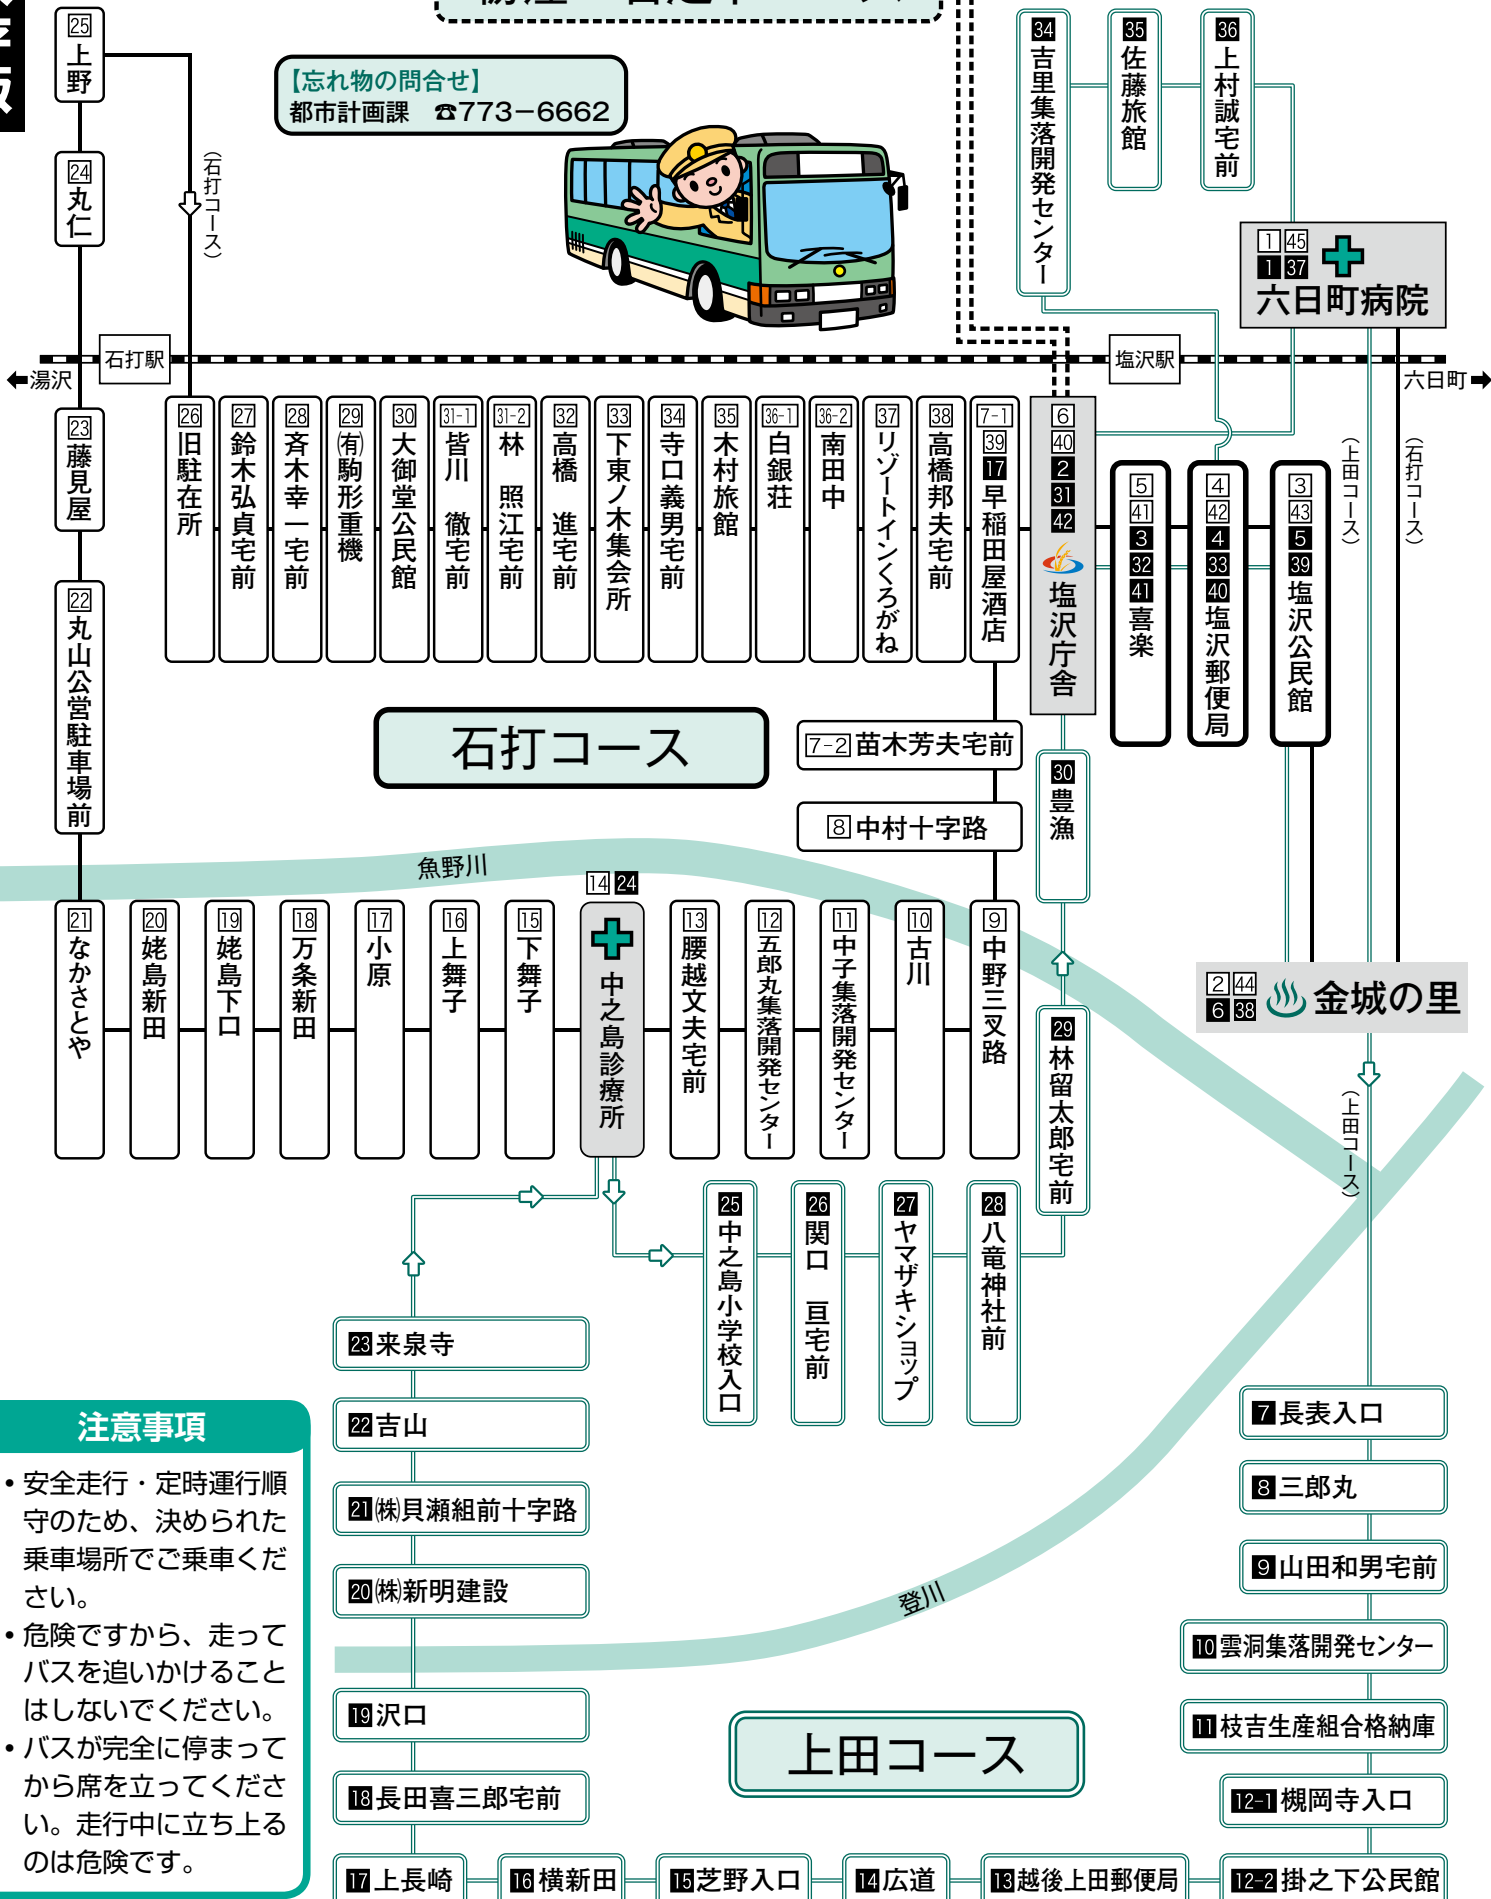 25 上野
24 丸仁
(石打コース)
【忘れ物の問合せ】
都市計画課 ☎773-6662
34 吉里集落開発センター
35 佐藤旅館
36 上村誠宅前
1 45
1 37
六日町病院
石打駅
塩沢駅
←湯沢
六日町→
23 藤見屋
22 丸山公営駐車場前
26 旧駐在所
27 鈴木弘貞宅前
28 斉木幸一宅前
29 ㈲駒形重機
30 大御堂公民館
31-1 皆川 徹宅前
31-2 林 照江宅前
32 高橋 進宅前
33 下東ノ木集会所
34 寺口義男宅前
35 木村旅館
36-1 白銀荘
36-2 南田中
37 リゾートインくろがね
38 高橋邦夫宅前
7-1 39 17 早稲田屋酒店
6 40 2 31 42 塩沢庁舎
5 41 3 32 41 喜楽
4 42 4 33 40 塩沢郵便局
3 43 5 39 塩沢公民館
(上田コース)
(石打コース)
石打コース
7-2 苗木芳夫宅前
8 中村十字路
30 豊漁
魚野川
21 なかさとや
20 姥島新田
19 姥島下口
18 万条新田
17 小原
16 上舞子
15 下舞子
14 24
中之島診療所
13 腰越文夫宅前
12 五郎丸集落開発センター
11 中子集落開発センター
10 古川
9 中野三叉路
29 林留太郎宅前
2 44
6 38
金城の里
(上田コース)
25 中之島小学校入口
26 関口 亘宅前
27 ヤマザキショップ
28 八竜神社前
23 来泉寺
22 吉山
21 ㈱貝瀬組前十字路
20 ㈱新明建設
19 沢口
18 長田喜三郎宅前
17 上長崎
16 横新田
15 芝野入口
14 広道
13 越後上田郵便局
12-2 掛之下公民館
12-1 槻岡寺入口
11 枝吉生産組合格納庫
10 雲洞集落開発センター
9 山田和男宅前
8 三郎丸
7 長表入口
登川
上田コース
注意事項
• 安全走行・定時運行順
守のため、決められた
乗車場所でご乗車くだ
さい。
• 危険ですから、走って
バスを追いかけること
はしないでください。
• バスが完全に停まって
から席を立ってくださ
い。走行中に立ち上る
のは危険です。